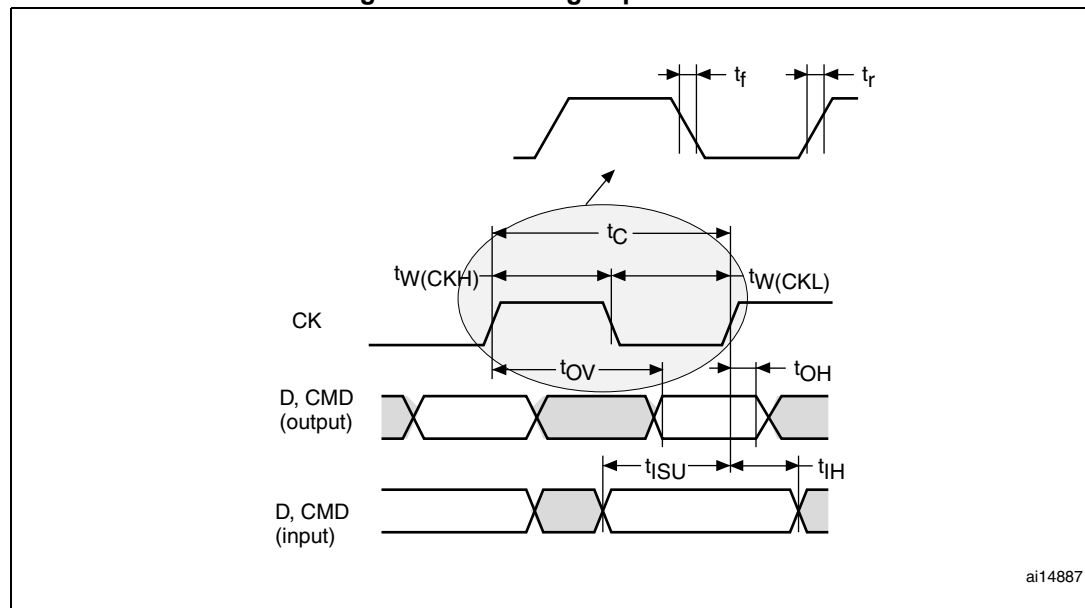 tf
tr
tC
tW(CKH)
tW(CKL)
CK
tOV
tOH
D, CMD
(output)
tISU
tIH
D, CMD
(input)
ai14887